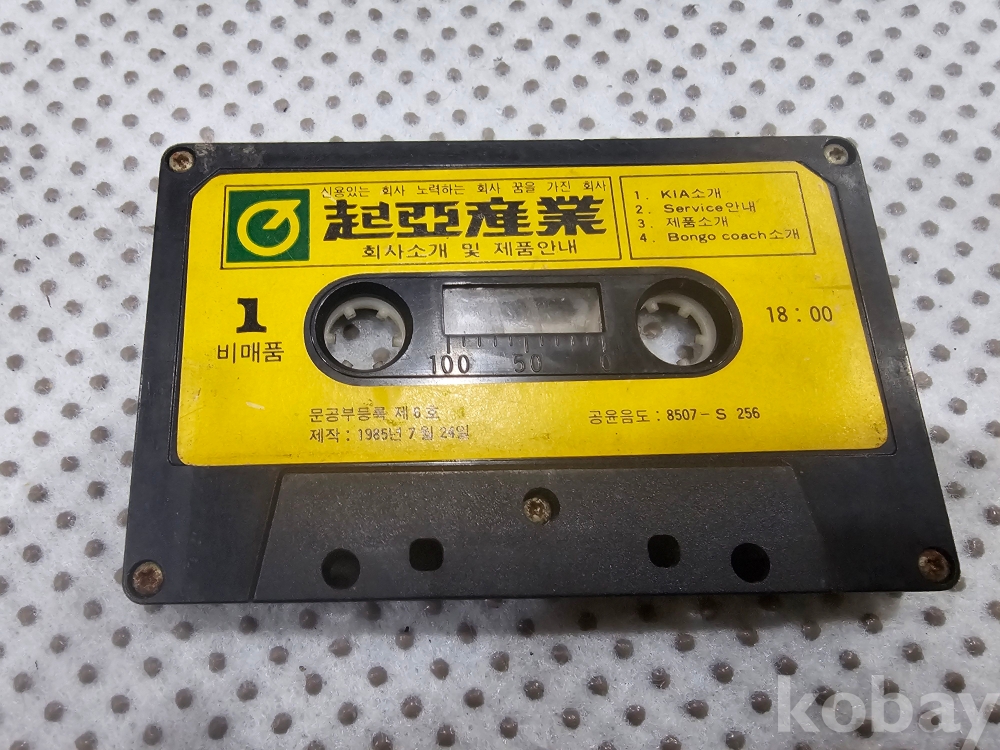 신용있는 회사 노력하는 회사 꿈을 가진 회사
起亞産業
회사소개 및 제품안내
1. KIA소개
2. Service안내
3. 제품소개
4. Bongo coach소개
1
비매품
100 50
18:00
문공부등록 제6호
제작 : 1985년 7월 24일
공윤음도 : 8507-S 256
kobay